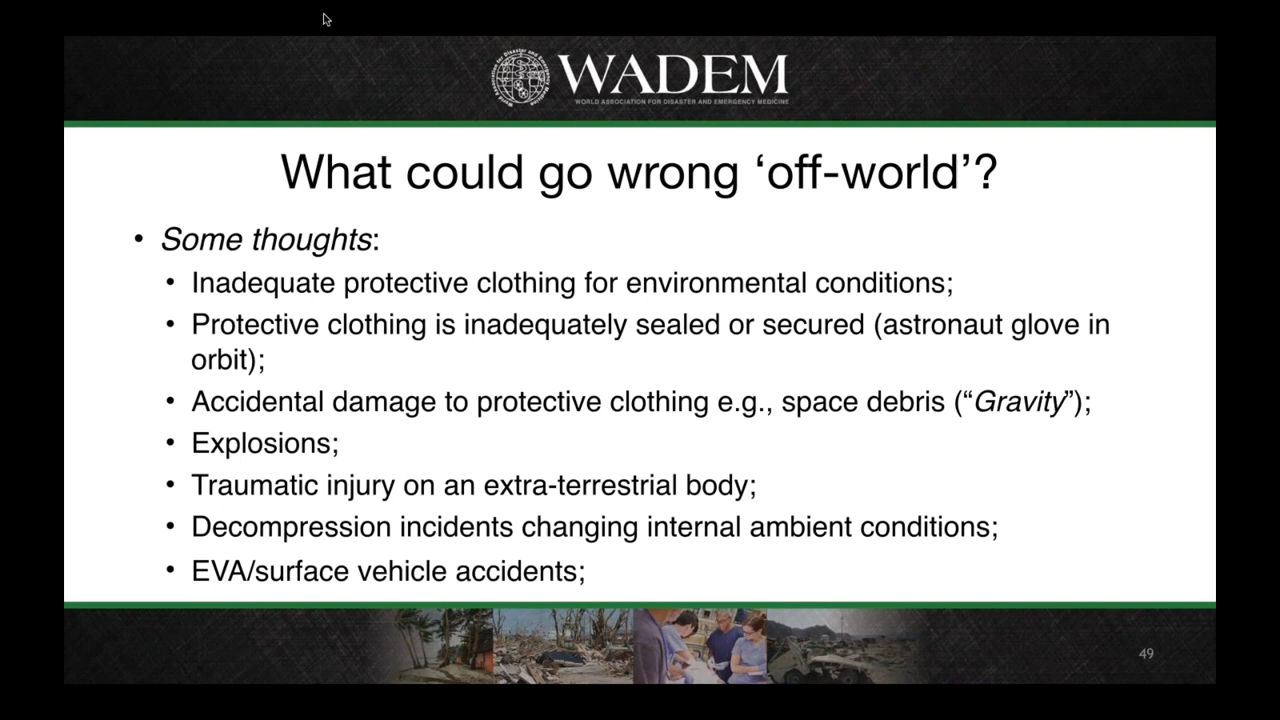 WADEM
WORLD ASSOCIATION FOR DISASTER AND EMERGENCY MEDICINE
What could go wrong ‘off-world’?
• Some thoughts:
• Inadequate protective clothing for environmental conditions;
• Protective clothing is inadequately sealed or secured (astronaut glove in
orbit);
• Accidental damage to protective clothing e.g., space debris (“Gravity”);
• Explosions;
• Traumatic injury on an extra-terrestrial body;
• Decompression incidents changing internal ambient conditions;
• EVA/surface vehicle accidents;
49